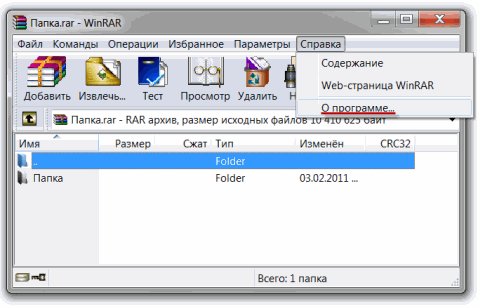 Папка.rar - WinRAR
Файл Команды Операции Избранное Параметры Справка
Содержание
Web-страница WinRAR
О программе...
Добавить Извлечь... Тест Просмотр Удалить Н
Папка.rar - RAR архив, размер исходных файлов 10 410 625 байт
Имя Размер Сжат Тип Изменён CRC32
.. Folder
Папка Folder 03.02.2011 ...
Всего: 1 папка